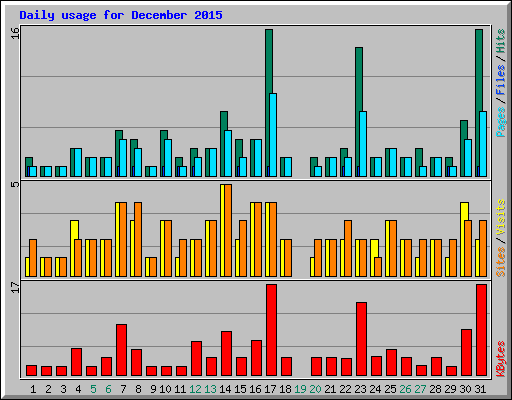 Daily usage for December 2015
16
5
17
Pages/Files/Hits
Sites/Visits
KBytes
1 2 3 4 5 6 7 8 9 10 11 12 13 14 15 16 17 18 19 20 21 22 23 24 25 26 27 28 29 30 31